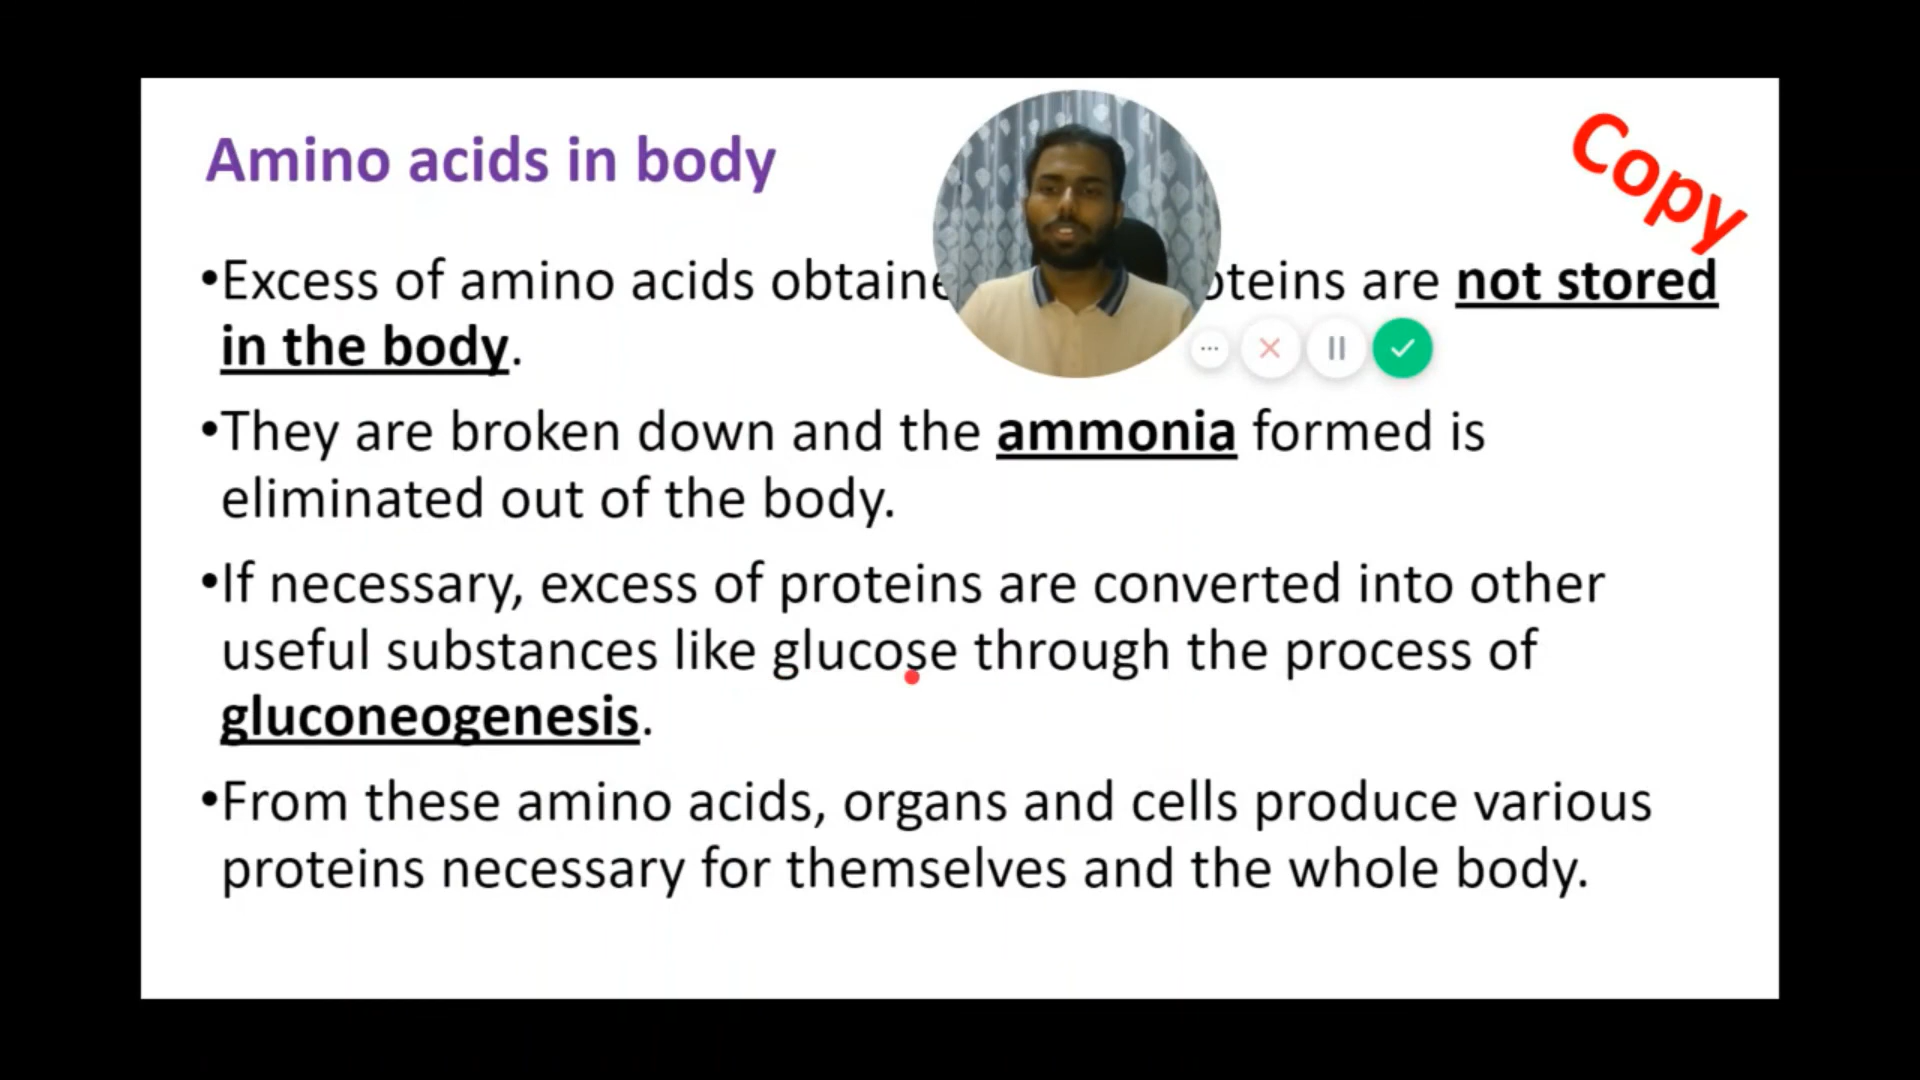 Amino acids in body
Copy
•Excess of amino acids obtaine oteins are not stored
in the body.
•They are broken down and the ammonia formed is
eliminated out of the body.
•If necessary, excess of proteins are converted into other
useful substances like glucose through the process of
gluconeogenesis.
•From these amino acids, organs and cells produce various
proteins necessary for themselves and the whole body.